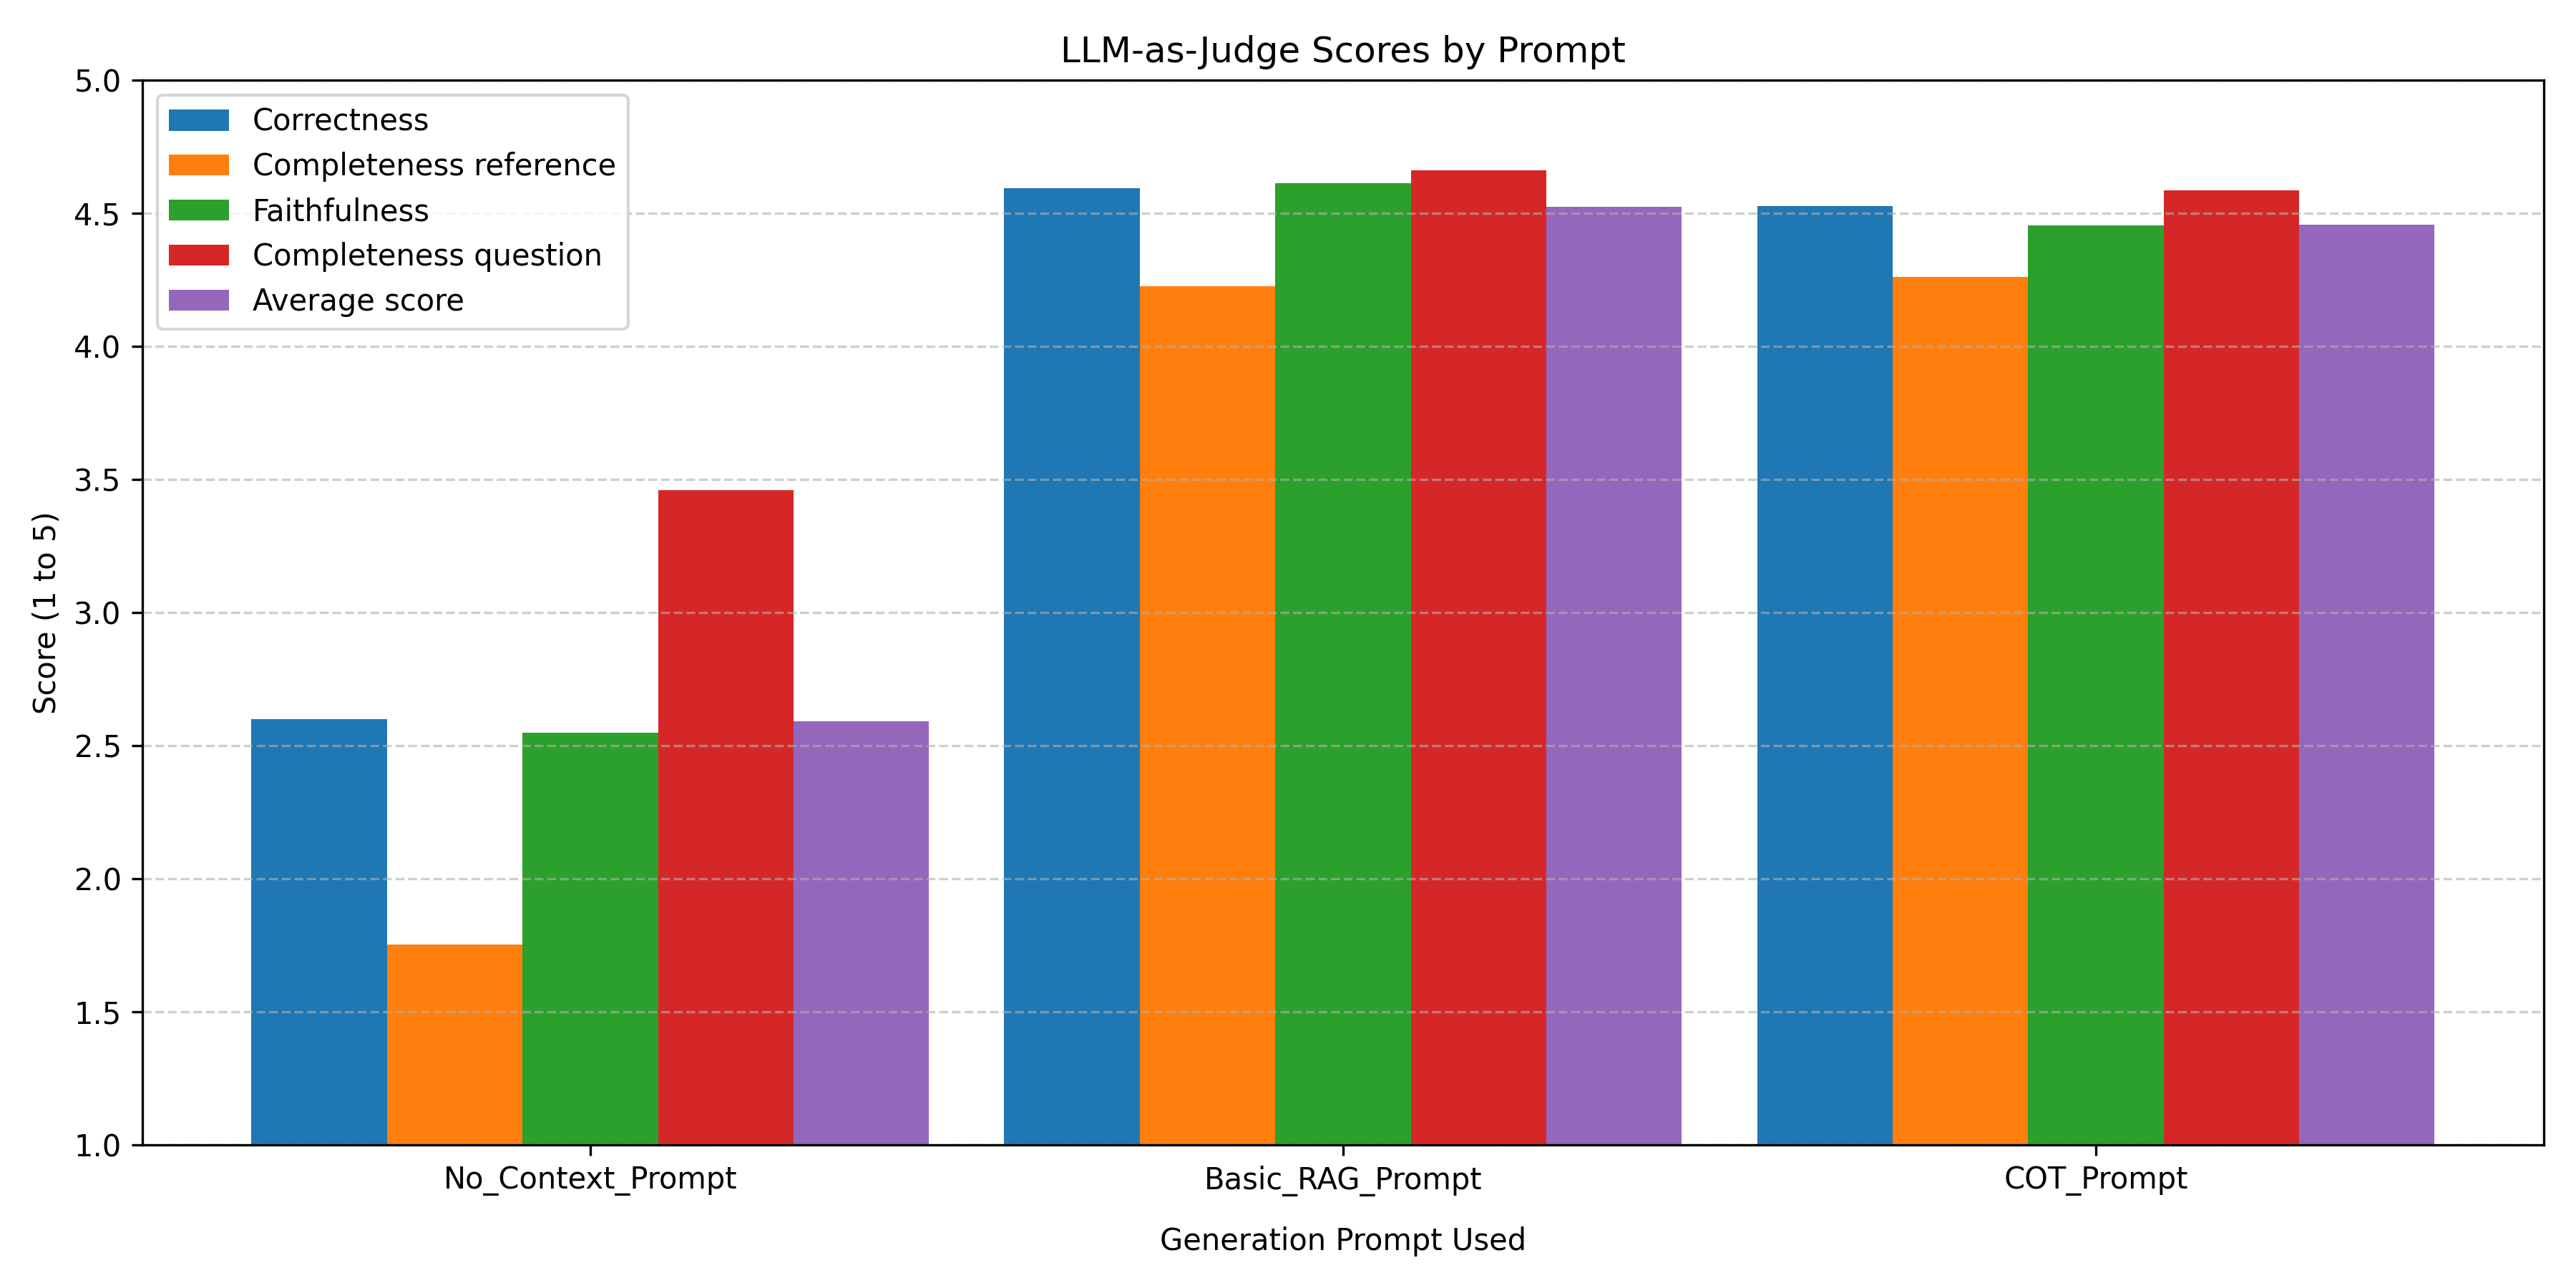 LLM-as-Judge Scores by Prompt
5.0
4.5
4.0
3.5
3.0
2.5
2.0
1.5
1.0
Score (1 to 5)
Correctness
Completeness reference
Faithfulness
Completeness question
Average score
No_Context_Prompt
Basic_RAG_Prompt
COT_Prompt
Generation Prompt Used